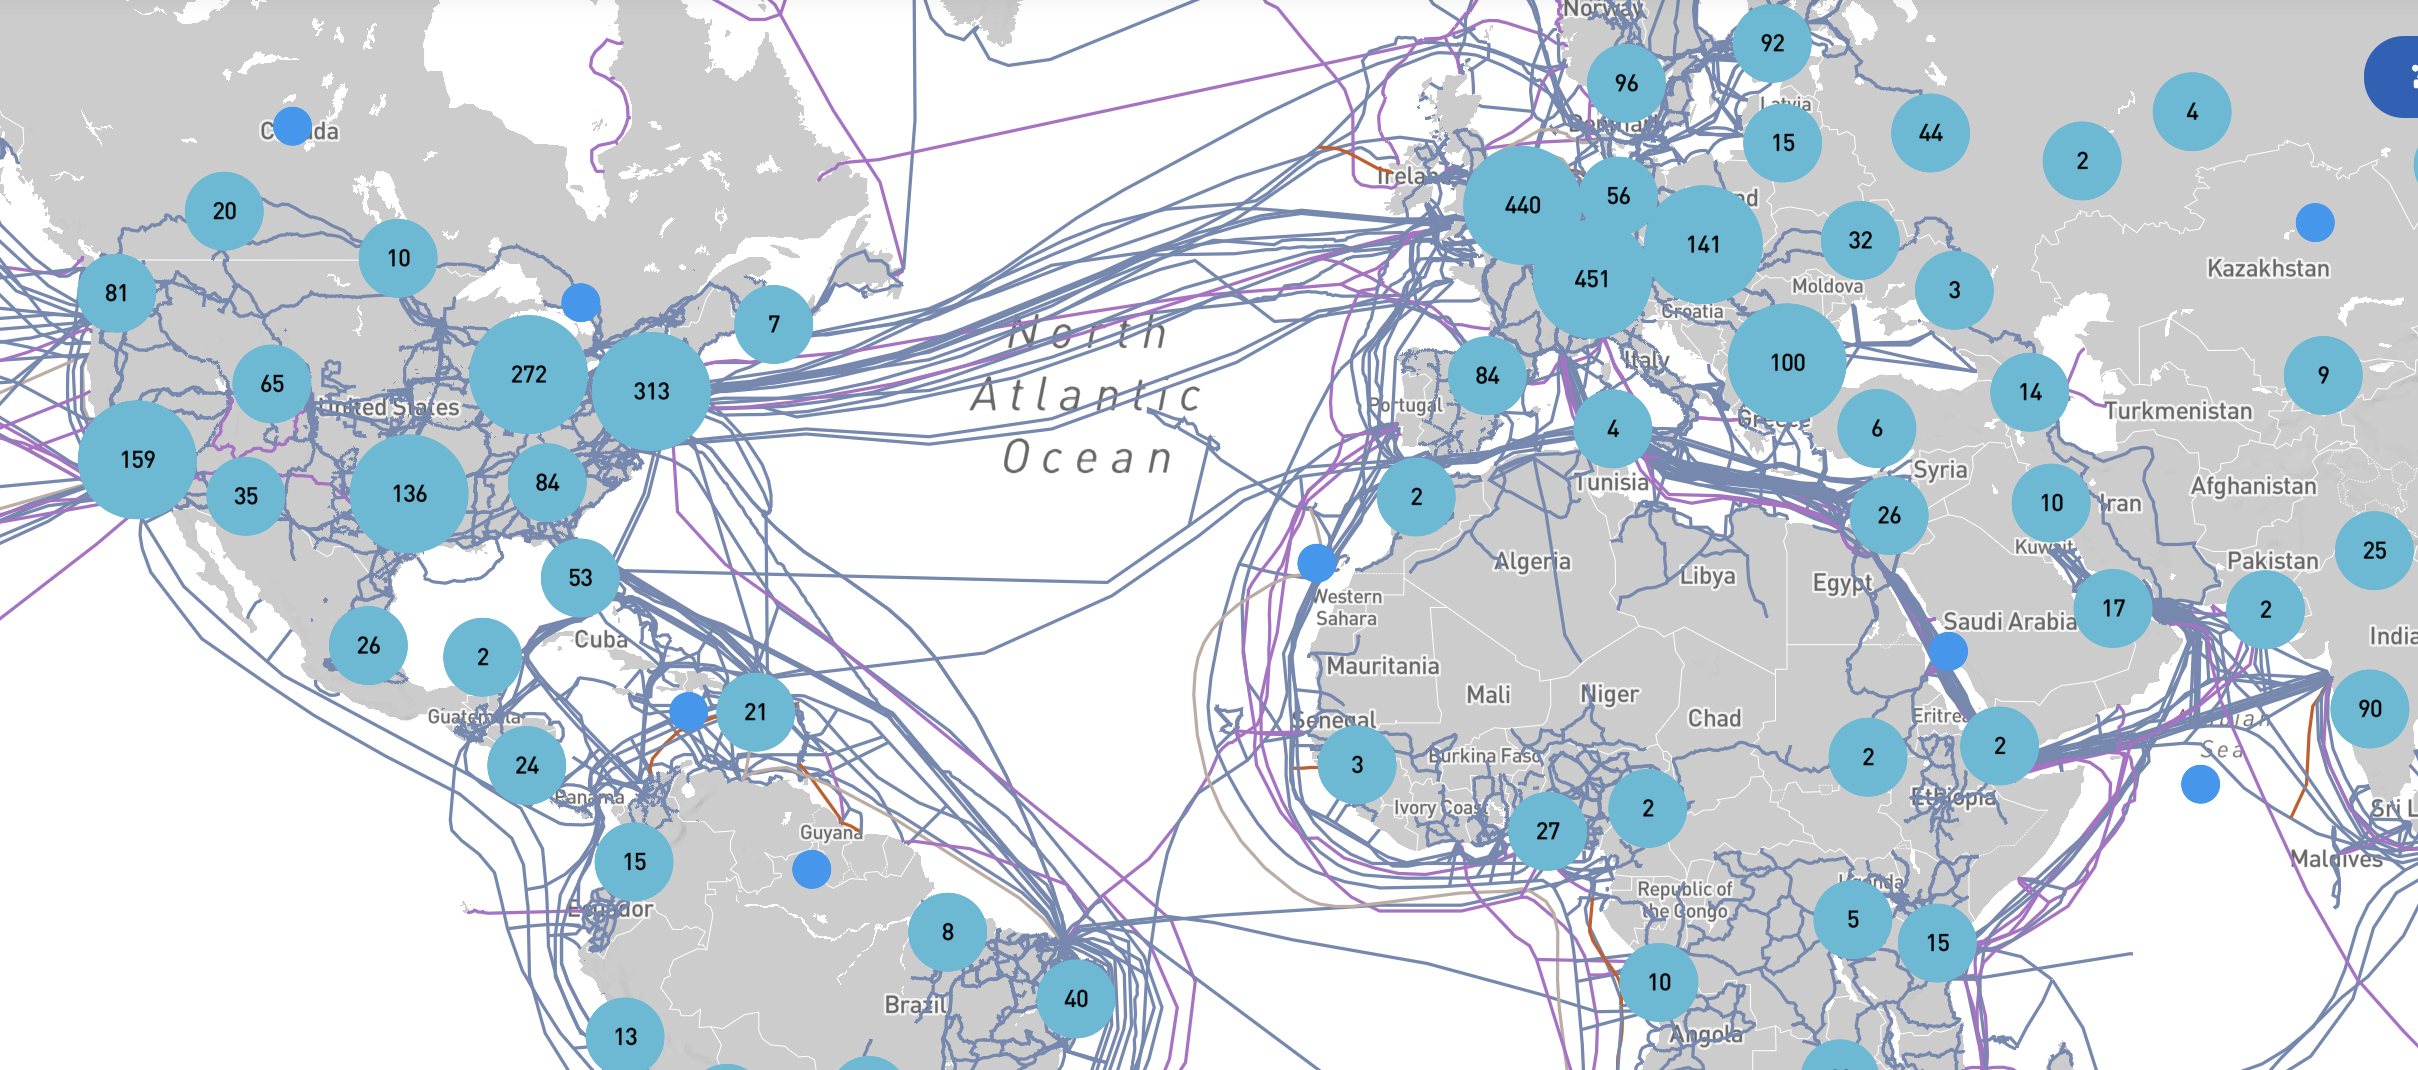 Norway
92
96
Latvia
4
Denmark
Canada
44
15
2
Ireland
20
56
440
141
32
10
Kazakhstan
81
451
Moldova
3
7
Croatia
North
Italy
100
272
84
65
313
9
14
Atlantic
Portugal
United States
Turkmenistan
Greece
4
6
Ocean
159
Syria
84
Tunisia
Afghanistan
35
136
2
10
Iran
26
Kuwait
25
Algeria
Pakistan
53
Libya
Egypt
Western
Sahara
17
2
Saudi Arabia
India
Cuba
26
2
Mauritania
Mali
Niger
21
90
Guatemala
Senegal
Chad
Eritrea
Arabian
Sea
24
3
Burkina Faso
2
2
Panama
Ethiopia
Ivory Coast
2
Sri L
Guyana
27
15
Maldives
Uganda
Republic of
the Congo
Ecuador
8
5
15
10
40
Brazil
13
Angola